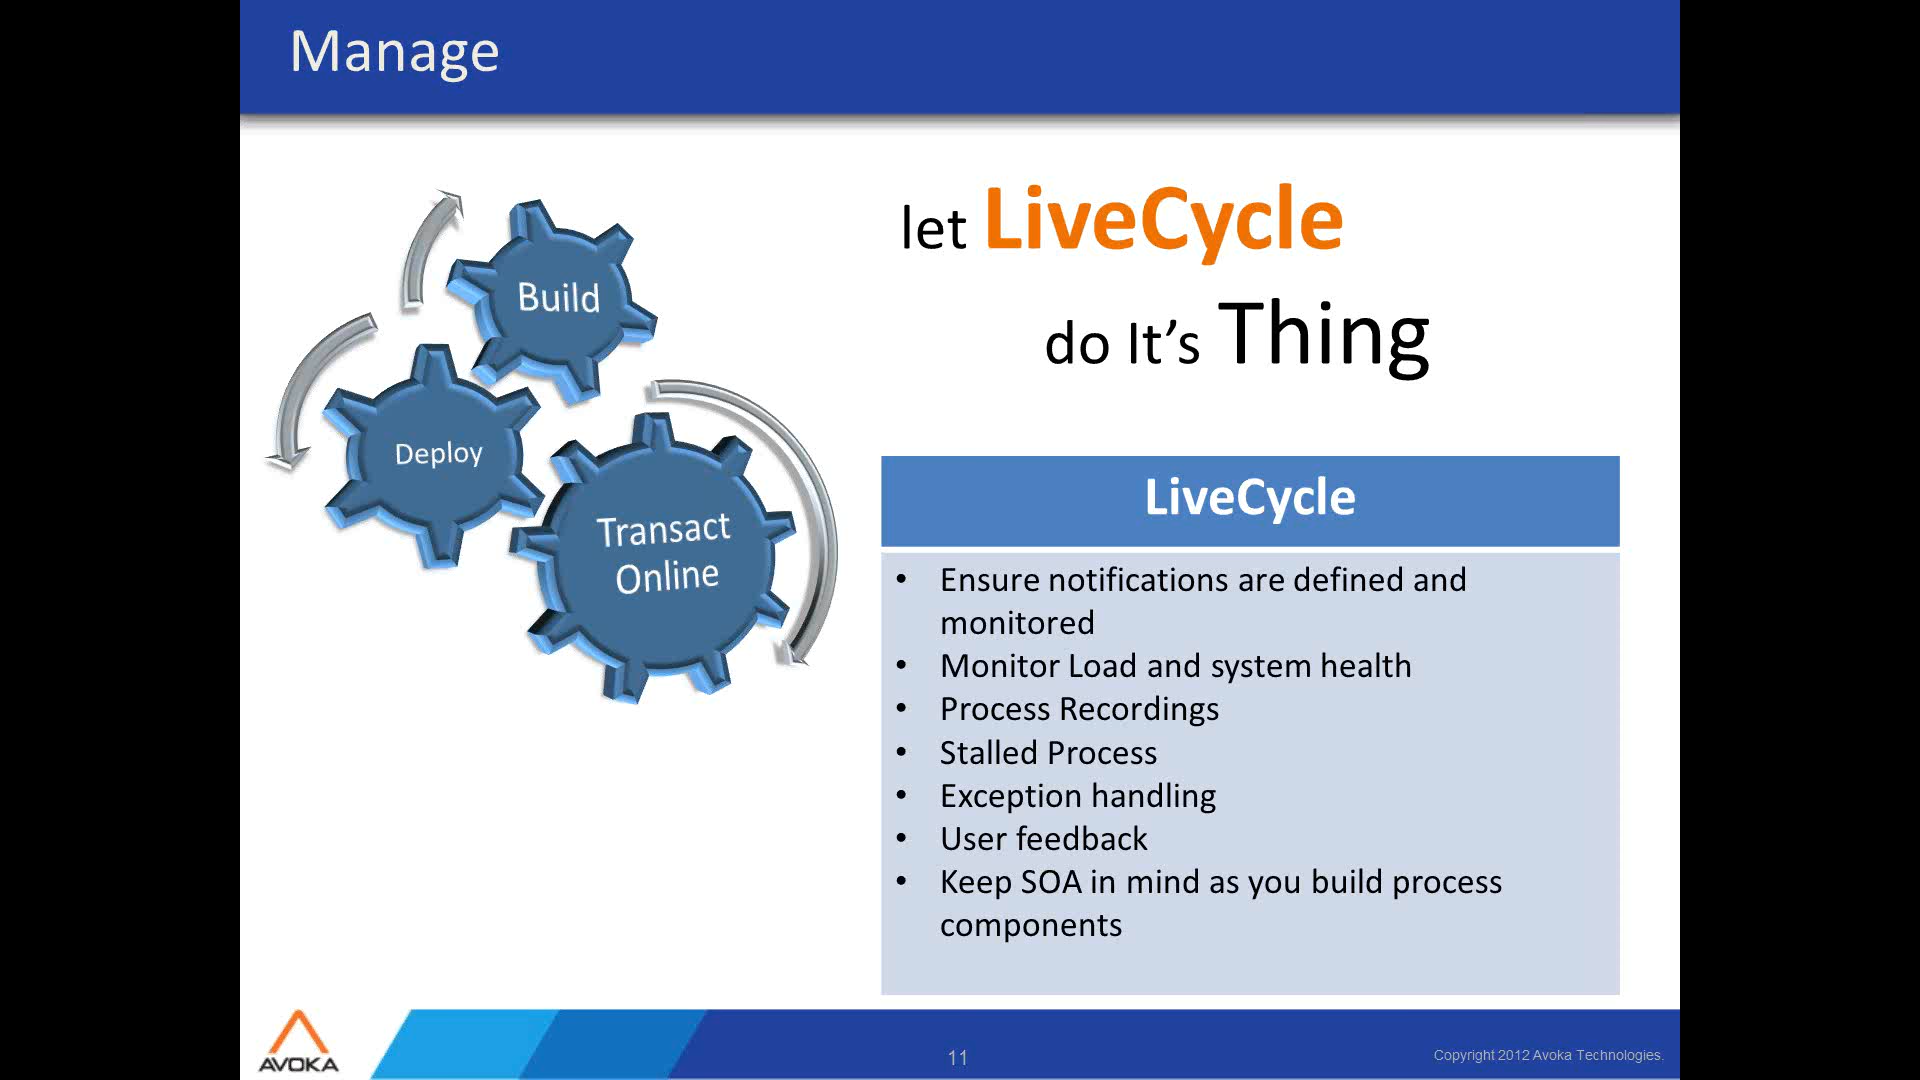 Manage
let LiveCycle
do It’s Thing
Build
Deploy
Transact
Online
LiveCycle
• Ensure notifications are defined and
monitored
• Monitor Load and system health
• Process Recordings
• Stalled Process
• Exception handling
• User feedback
• Keep SOA in mind as you build process
components
AVOKA
11
Copyright 2012 Avoka Technologies.